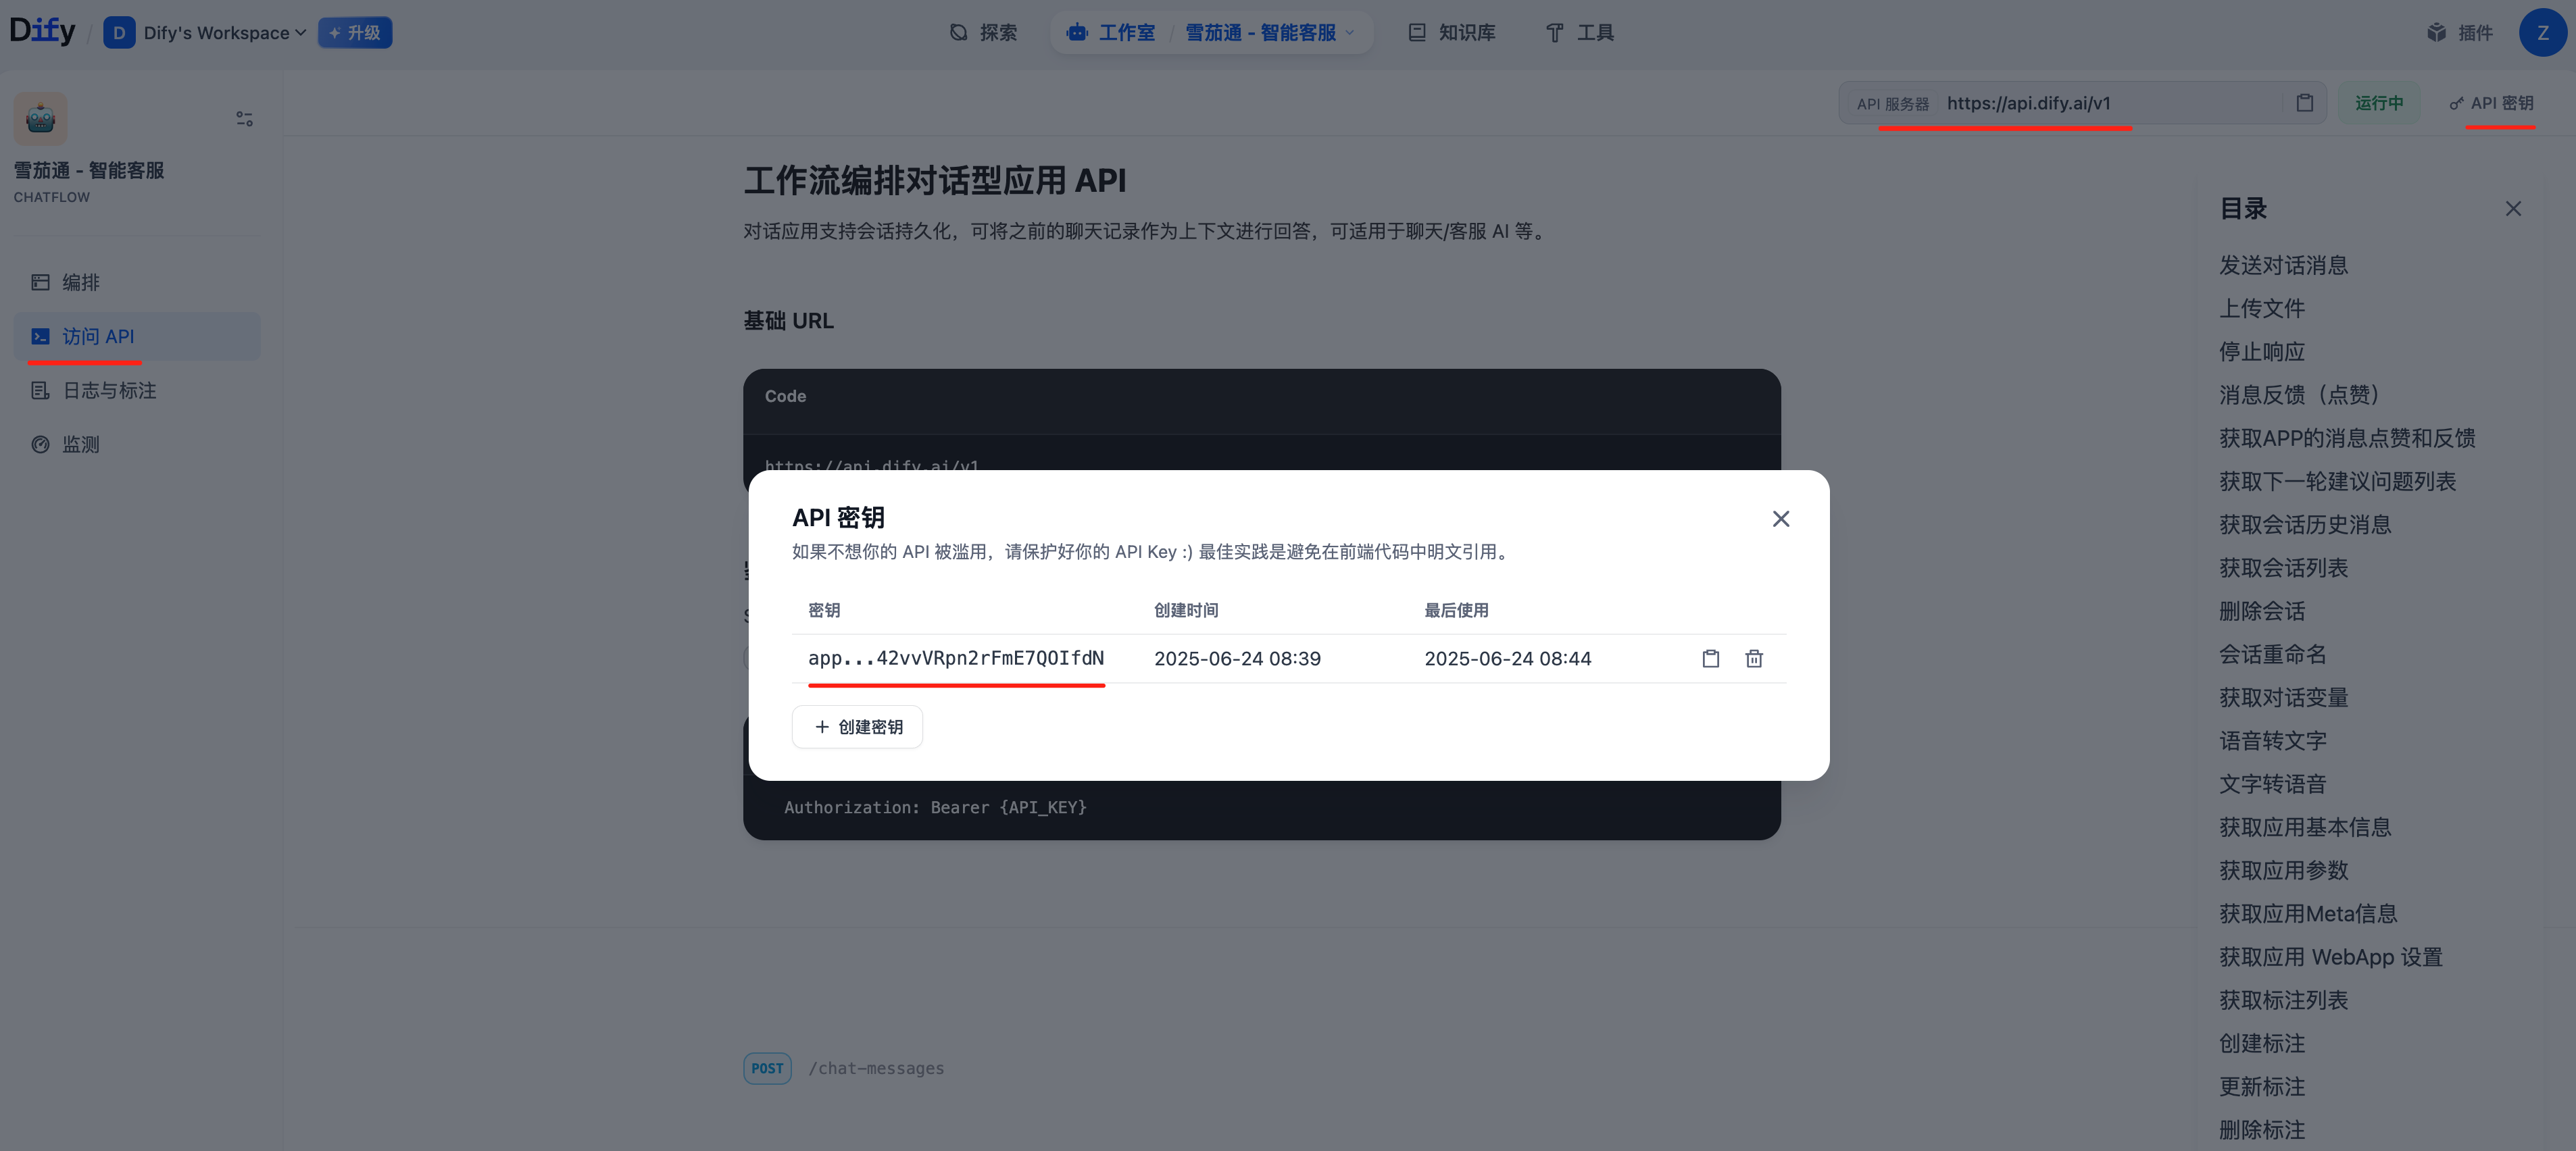 Dify / D Dify's Workspace 升级
探索
工作室 / 雪茄通 - 智能客服
知识库
工具
插件
Z
雪茄通 - 智能客服
CHATFLOW
编排
访问 API
日志与标注
监测
API 服务器 https://api.dify.ai/v1
运行中
API 密钥
工作流编排对话型应用 API
对话应用支持会话持久化，可将之前的聊天记录作为上下文进行回答，可适用于聊天/客服 AI 等。
基础 URL
Code
https://api.dify.ai/v1
API 密钥
如果不想你的 API 被滥用，请保护好你的 API Key :) 最佳实践是避免在前端代码中明文引用。
密钥 创建时间 最后使用
app...42vvVRpn2rFmE7QOIfdN 2025-06-24 08:39 2025-06-24 08:44
+ 创建密钥
Authorization: Bearer {API_KEY}
POST /chat-messages
目录
发送对话消息
上传文件
停止响应
消息反馈（点赞）
获取APP的消息点赞和反馈
获取下一轮建议问题列表
获取会话历史消息
获取会话列表
删除会话
会话重命名
获取对话变量
语音转文字
文字转语音
获取应用基本信息
获取应用参数
获取应用Meta信息
获取应用 WebApp 设置
获取标注列表
创建标注
更新标注
删除标注